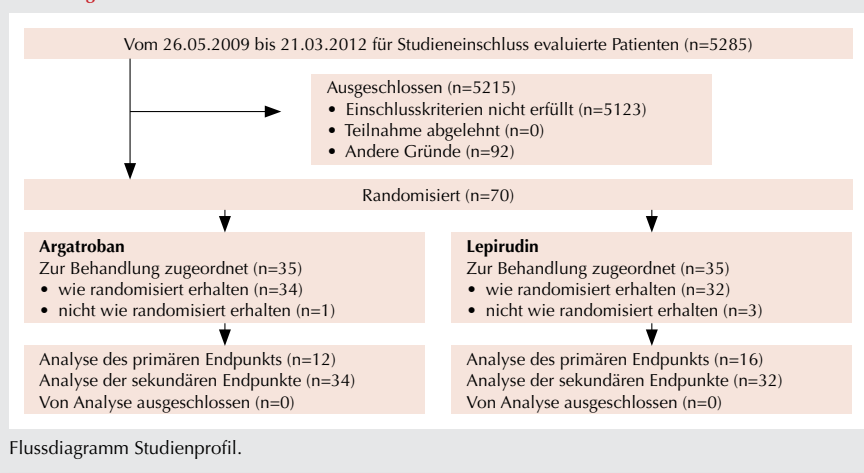 Vom 26.05.2009 bis 21.03.2012 für Studieneinschluss evaluierte Patienten (n=5285)
Ausgeschlossen (n=5215)
• Einschlusskriterien nicht erfüllt (n=5123)
• Teilnahme abgelehnt (n=0)
• Andere Gründe (n=92)
Randomisiert (n=70)
Argatroban
Zur Behandlung zugeordnet (n=35)
• wie randomisiert erhalten (n=34)
• nicht wie randomisiert erhalten (n=1)
Lepirudin
Zur Behandlung zugeordnet (n=35)
• wie randomisiert erhalten (n=32)
• nicht wie randomisiert erhalten (n=3)
Analyse des primären Endpunkts (n=12)
Analyse der sekundären Endpunkte (n=34)
Von Analyse ausgeschlossen (n=0)
Analyse des primären Endpunkts (n=16)
Analyse der sekundären Endpunkte (n=32)
Von Analyse ausgeschlossen (n=0)
Flussdiagramm Studienprofil.